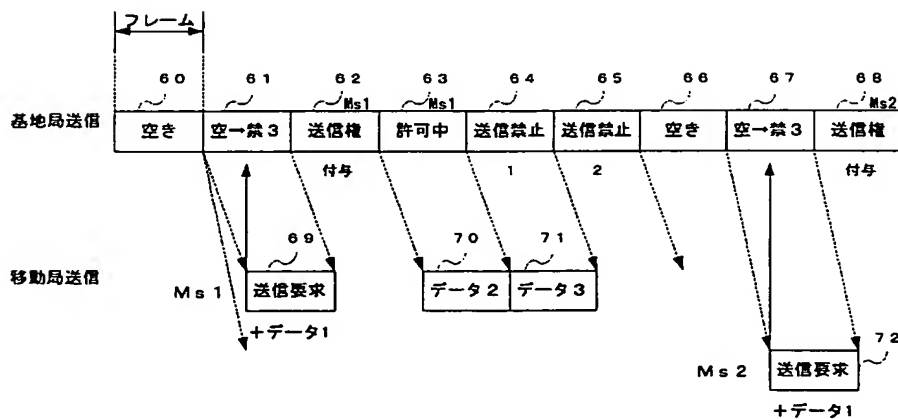 フレーム
60 61 62 63 64 65 66 67 68
Ms1 Ms1 Ms2
基地局送信 空き 空→禁3 送信権 許可中 送信禁止 送信禁止 空き 空→禁3 送信権
付与 1 2 付与
69 70 71
移動局送信
Ms1 送信要求 データ2 データ3
+データ1
72
Ms2 送信要求
+データ1